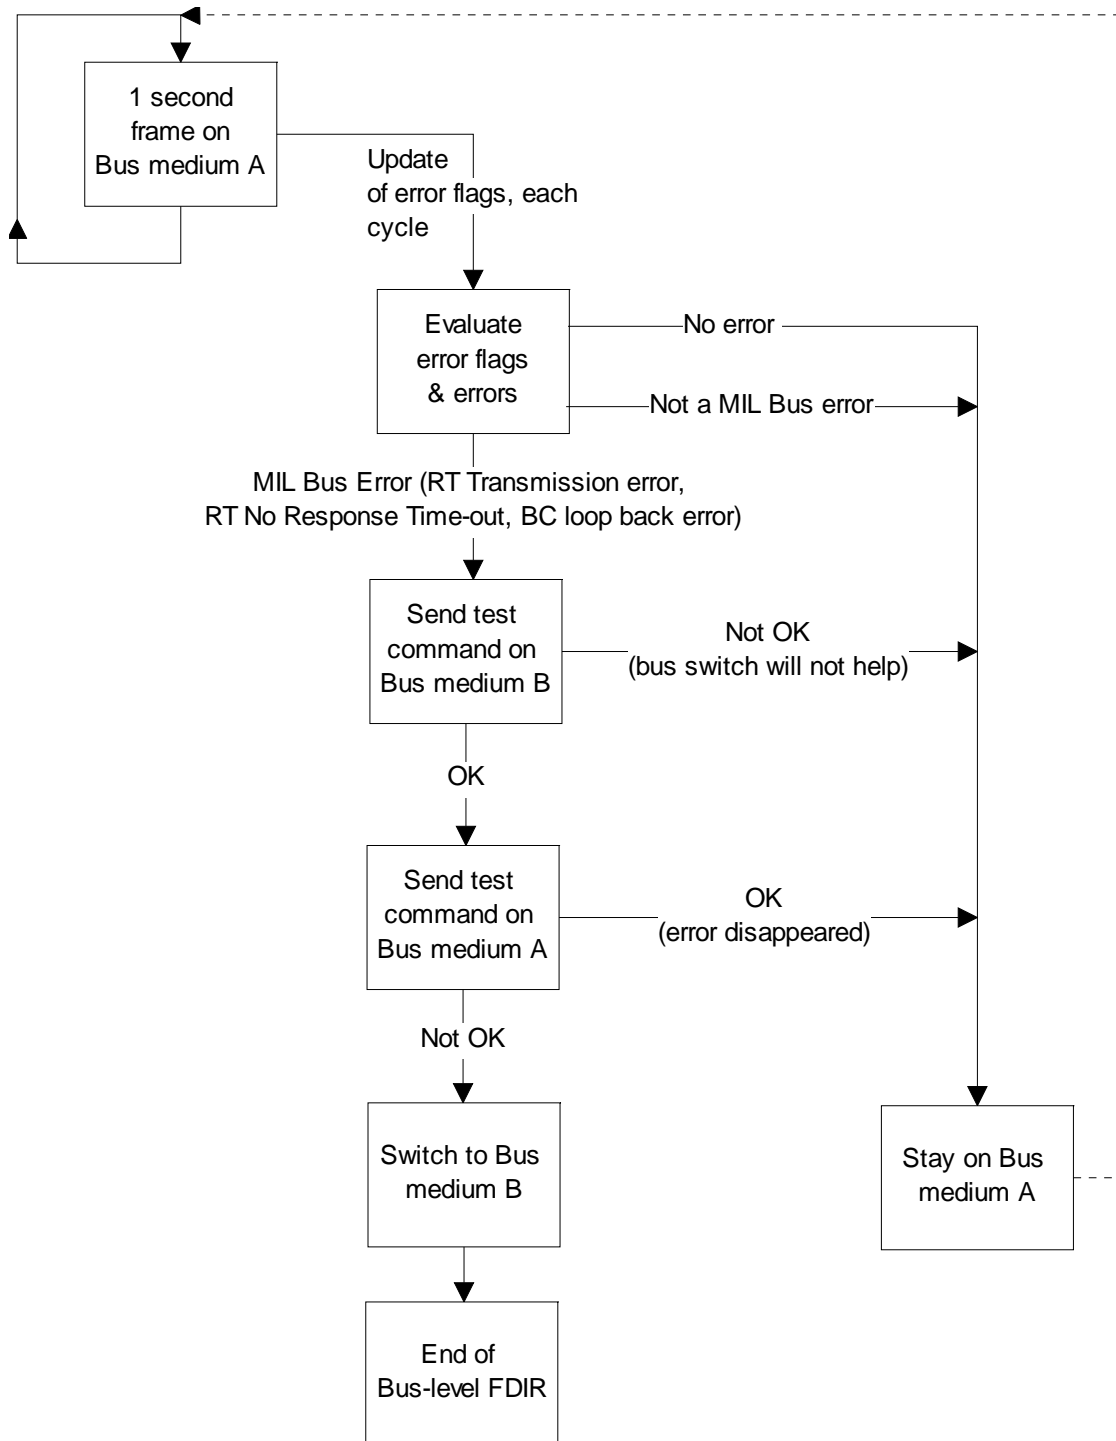 1 second
frame on
Bus medium A
Update
of error flags, each
cycle
Evaluate
error flags
& errors
No error
Not a MIL Bus error
MIL Bus Error (RT Transmission error,
RT No Response Time-out, BC loop back error)
Send test
command on
Bus medium B
Not OK
(bus switch will not help)
OK
Send test
command on
Bus medium A
OK
(error disappeared)
Not OK
Switch to Bus
medium B
Stay on Bus
medium A
End of
Bus-level FDIR